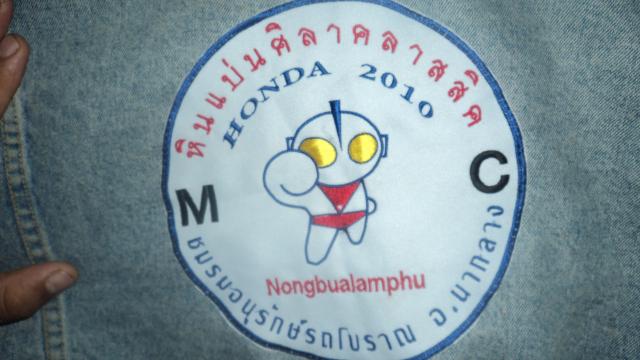 หินแบ่นศิลาคลาสสิค
HONDA 2010
M C
Nongbualamphu
ชมรมอนุรักษ์รถโบราณ อ.นากลาง